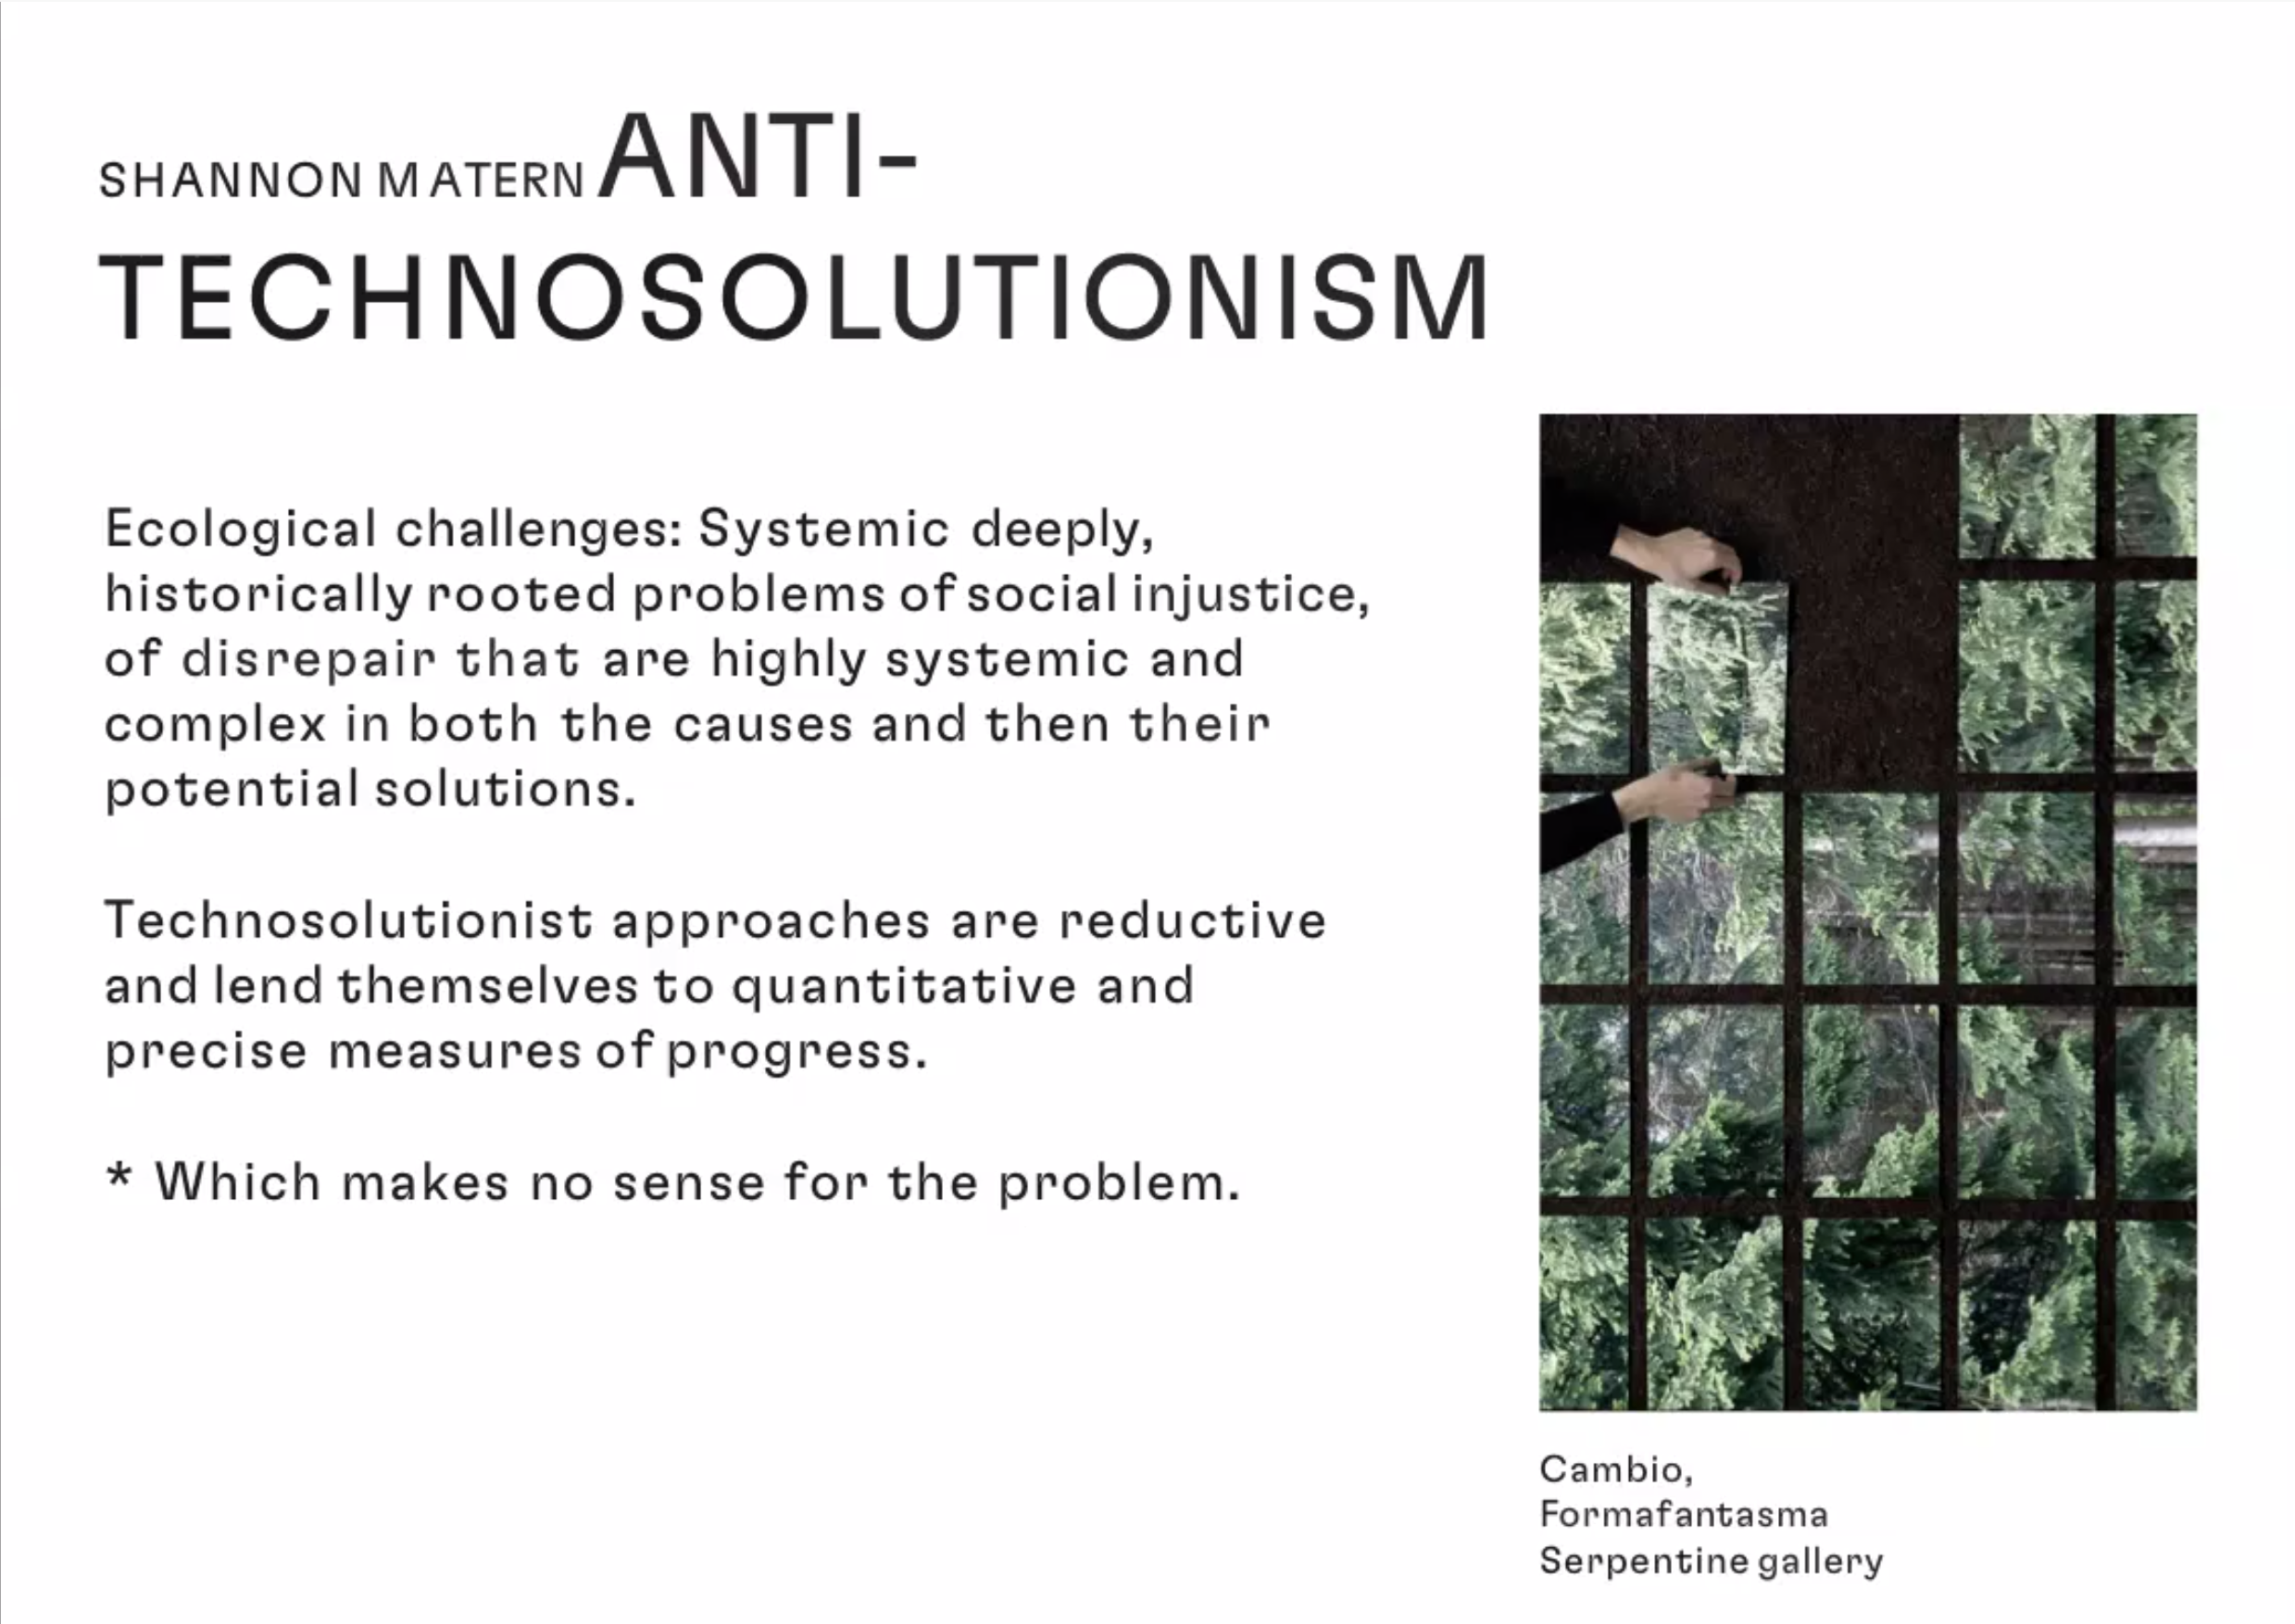 SHANNON MATERN ANTI-
TECHNOSOLUTIONISM
Ecological challenges: Systemic deeply,
historically rooted problems of social injustice,
of disrepair that are highly systemic and
complex in both the causes and then their
potential solutions.
Technosolutionist approaches are reductive
and lend themselves to quantitative and
precise measures of progress.
* Which makes no sense for the problem.
Cambio,
Formafantasma
Serpentine gallery